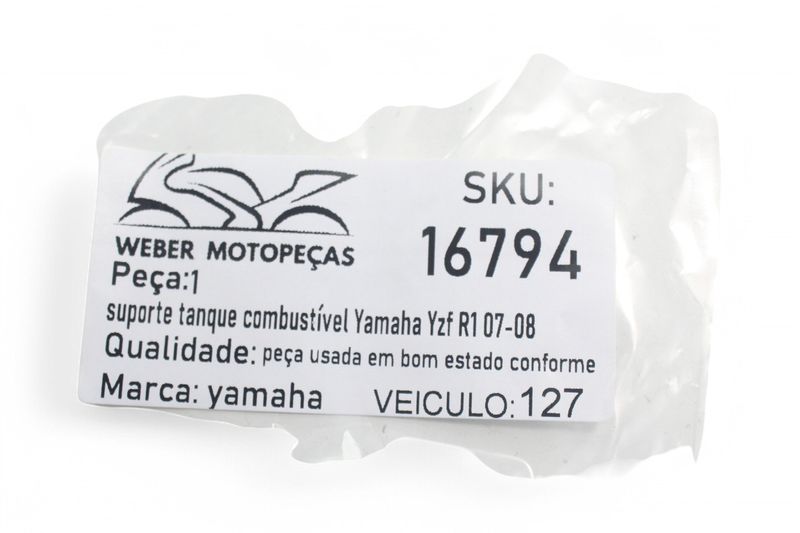 WEBER MOTOPEÇAS
SKU:
16794
Peça:1
suporte tanque combustível Yamaha Yzf R1 07-08
Qualidade: peça usada em bom estado conforme
Marca: yamaha
VEICULO: 127